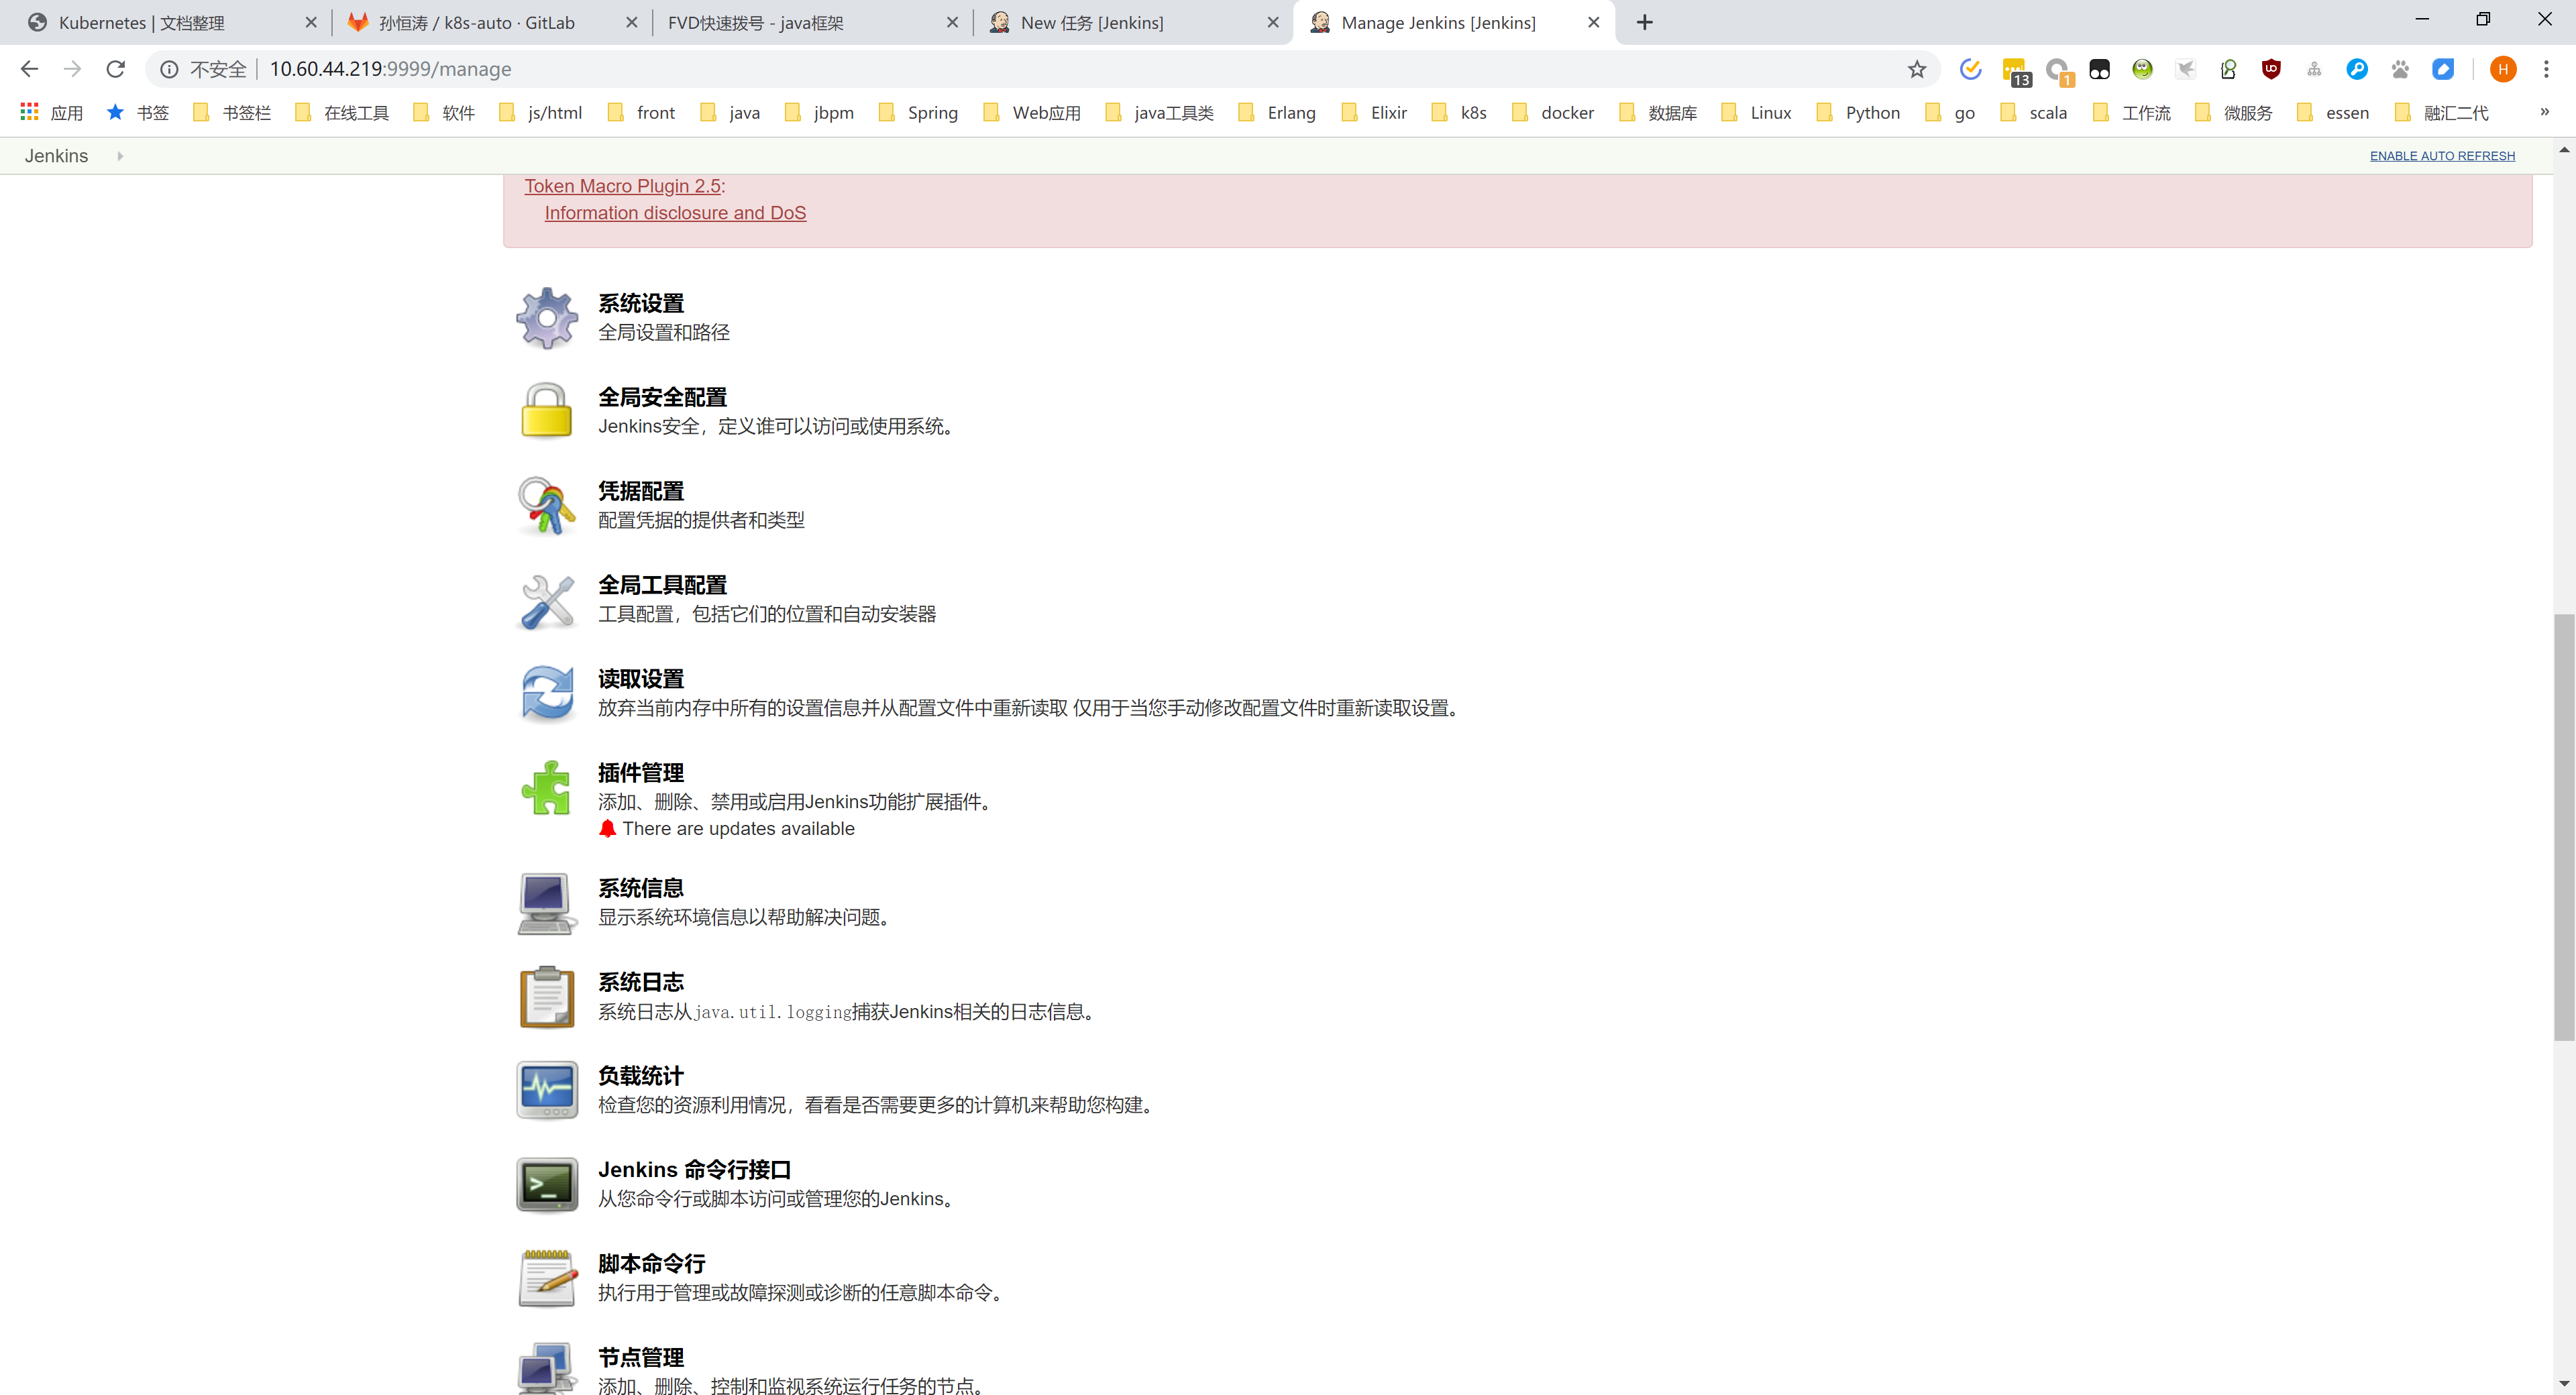 Kubernetes | 文档整理
孙恒涛 / k8s-auto · GitLab
FVD快速拨号 - java框架
New 任务 [Jenkins]
Manage Jenkins [Jenkins]
不安全 | 10.60.44.219:9999/manage
13
1
H
应用 书签 书签栏 在线工具 软件 js/html front java jbpm Spring Web应用 java工具类 Erlang Elixir k8s docker 数据库 Linux Python go scala 工作流 微服务 essen 融汇二代 »
Jenkins
ENABLE AUTO REFRESH
Token Macro Plugin 2.5:
Information disclosure and DoS
系统设置
全局设置和路径
全局安全配置
Jenkins安全，定义谁可以访问或使用系统。
凭据配置
配置凭据的提供者和类型
全局工具配置
工具配置，包括它们的位置和自动安装器
读取设置
放弃当前内存中所有的设置信息并从配置文件中重新读取 仅用于当您手动修改配置文件时重新读取设置。
插件管理
添加、删除、禁用或启用Jenkins功能扩展插件。
There are updates available
系统信息
显示系统环境信息以帮助解决问题。
系统日志
系统日志从java.util.logging捕获Jenkins相关的日志信息。
负载统计
检查您的资源利用情况，看看是否需要更多的计算机来帮助您构建。
Jenkins 命令行接口
从您命令行或脚本访问或管理您的Jenkins。
脚本命令行
执行用于管理或故障探测或诊断的任意脚本命令。
节点管理
添加、删除、控制和监视系统运行任务的节点。